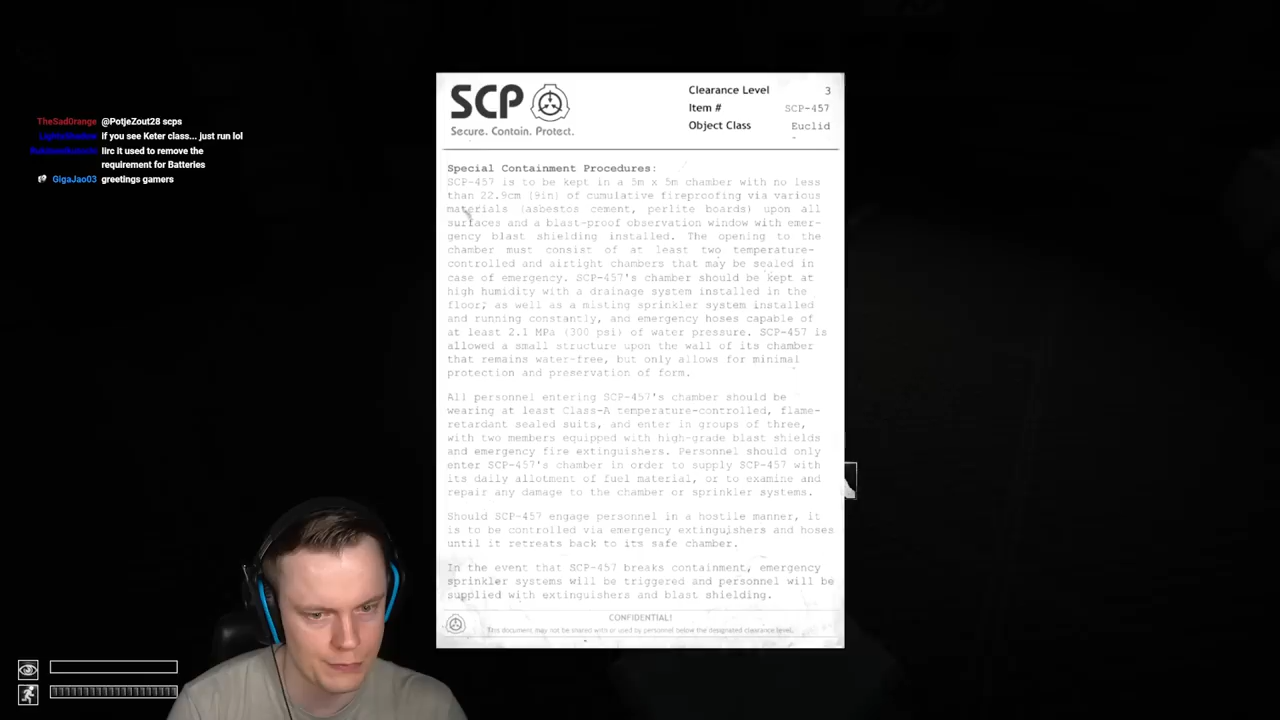 TheSad0range @PotjeZout28 scps
if you see Keter class... just run lol
Iirc it used to remove the
requirement for Batteries
GigaJao03 greetings gamers
SCP
Secure. Contain. Protect.
Clearance Level 3
Item # SCP-457
Object Class Euclid
Special Containment Procedures:
SCP-457 is to be kept in a 5m x 5m chamber with no less
than 22.9cm [9in] of cumulative fireproofing via various
materials (asbestos cement, perlite boards) upon all
surfaces and a blast-proof observation window with emer-
gency blast shielding installed. The opening to the
chamber must consist of at least two temperature-
controlled and airtight chambers that may be sealed in
case of emergency. SCP-457's chamber should be kept at
high humidity with a drainage system installed in the
floor, as well as a misting sprinkler system installed
and running constantly, and emergency hoses capable of
at least 2.1 MPa (300 psi) of water pressure. SCP-457 is
allowed a small structure upon the wall of its chamber
that remains water-free, but only allows for minimal
protection and preservation of form.
All personnel entering SCP-457's chamber should be
wearing at least Class-A temperature-controlled, flame-
retardant sealed suits, and enter in groups of three,
with two members equipped with high-grade blast shields
and emergency fire extinguishers. Personnel should only
enter SCP-457's chamber in order to supply SCP-457 with
its daily allotment of fuel material, or to examine and
repair any damage to the chamber or sprinkler systems.
Should SCP-457 engage personnel in a hostile manner, it
is to be controlled via emergency extinguishers and hoses
until it retreats back to its safe chamber.
In the event that SCP-457 breaks containment, emergency
sprinkler systems will be triggered and personnel will be
supplied with extinguishers and blast shielding.
CONFIDENTIAL!
This document may not be shared with or used by personnel below the designated clearance level.